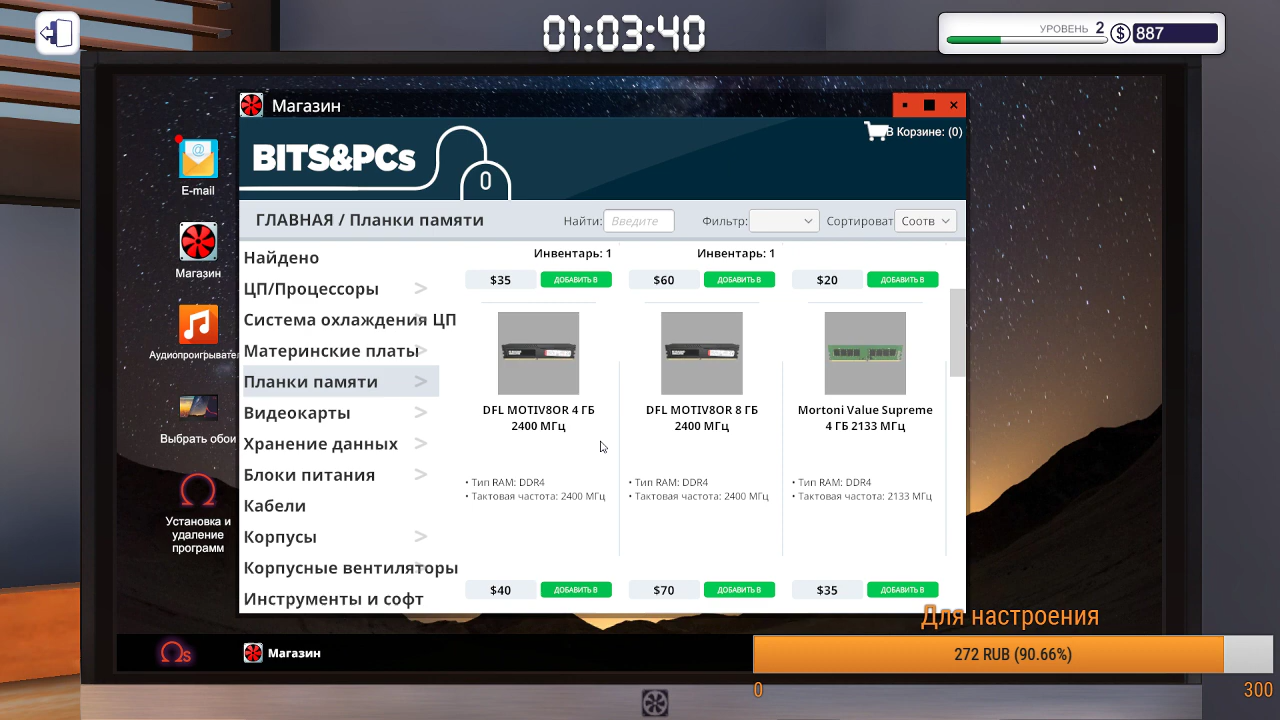 01:03:40
УРОВЕНЬ 2
$ 887
Магазин
В Корзине: (0)
BITS&PCs
0
ГЛАВНАЯ / Планки памяти
Найти: Введите
Фильтр:
Сортироват Соотв
E-mail
Магазин
Аудиопроигрывате
Выбрать обои
Установка и
удаление
программ
Найдено
ЦП/Процессоры >
Система охлаждения ЦП
Материнские платы >
Планки памяти >
Видеокарты >
Хранение данных >
Блоки питания >
Кабели
Корпусы >
Корпусные вентиляторы
Инструменты и софт
Инвентарь: 1
Инвентарь: 1
$35 ДОБАВИТЬ В
$60 ДОБАВИТЬ В
$20 ДОБАВИТЬ В
DFL MOTIV8OR 4 ГБ
2400 МГц
• Тип RAM: DDR4
• Тактовая частота: 2400 МГц
$40 ДОБАВИТЬ В
DFL MOTIV8OR 8 ГБ
2400 МГц
• Тип RAM: DDR4
• Тактовая частота: 2400 МГц
$70 ДОБАВИТЬ В
Mortoni Value Supreme
4 ГБ 2133 МГц
• Тип RAM: DDR4
• Тактовая частота: 2133 МГц
$35 ДОБАВИТЬ В
Ωs
Магазин
Для настроения
272 RUB (90.66%)
0
300